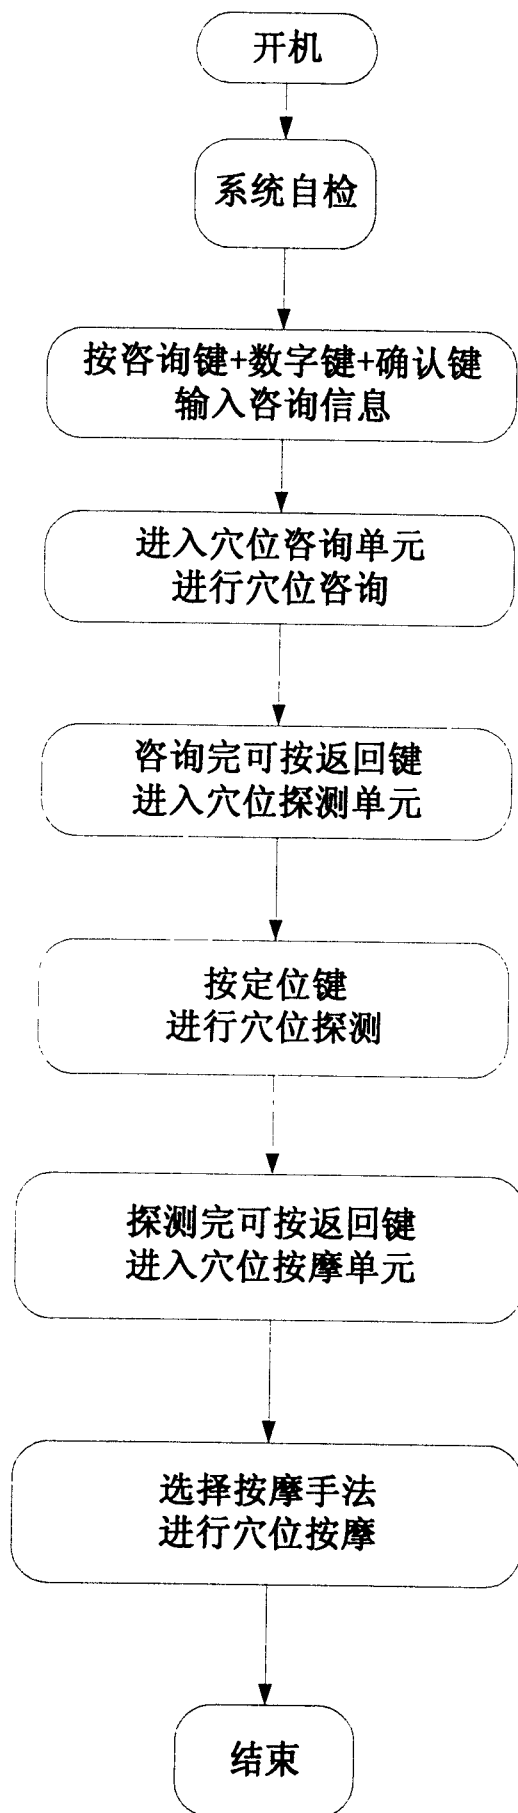 开机
系统自检
按咨询键+数字键+确认键
输入咨询信息
进入穴位咨询单元
进行穴位咨询
咨询完可按返回键
进入穴位探测单元
按定位键
进行穴位探测
探测完可按返回键
进入穴位按摩单元
选择按摩手法
进行穴位按摩
结束